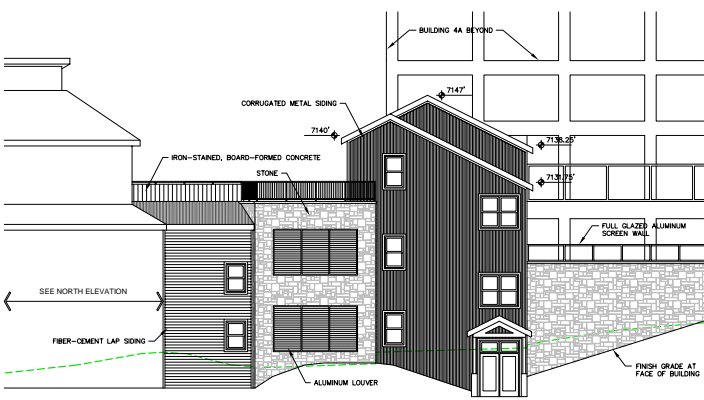 BUILDING 4A BEYOND
7147'
CORRUGATED METAL SIDING
7140'
7138.25'
IRON-STAINED, BOARD-FORMED CONCRETE
STONE
7131.75'
FULL GLAZED ALUMINUM
SCREEN WALL
SEE NORTH ELEVATION
FIBER-CEMENT LAP SIDING
FINISH GRADE AT
FACE OF BUILDING
ALUMINUM LOUVER